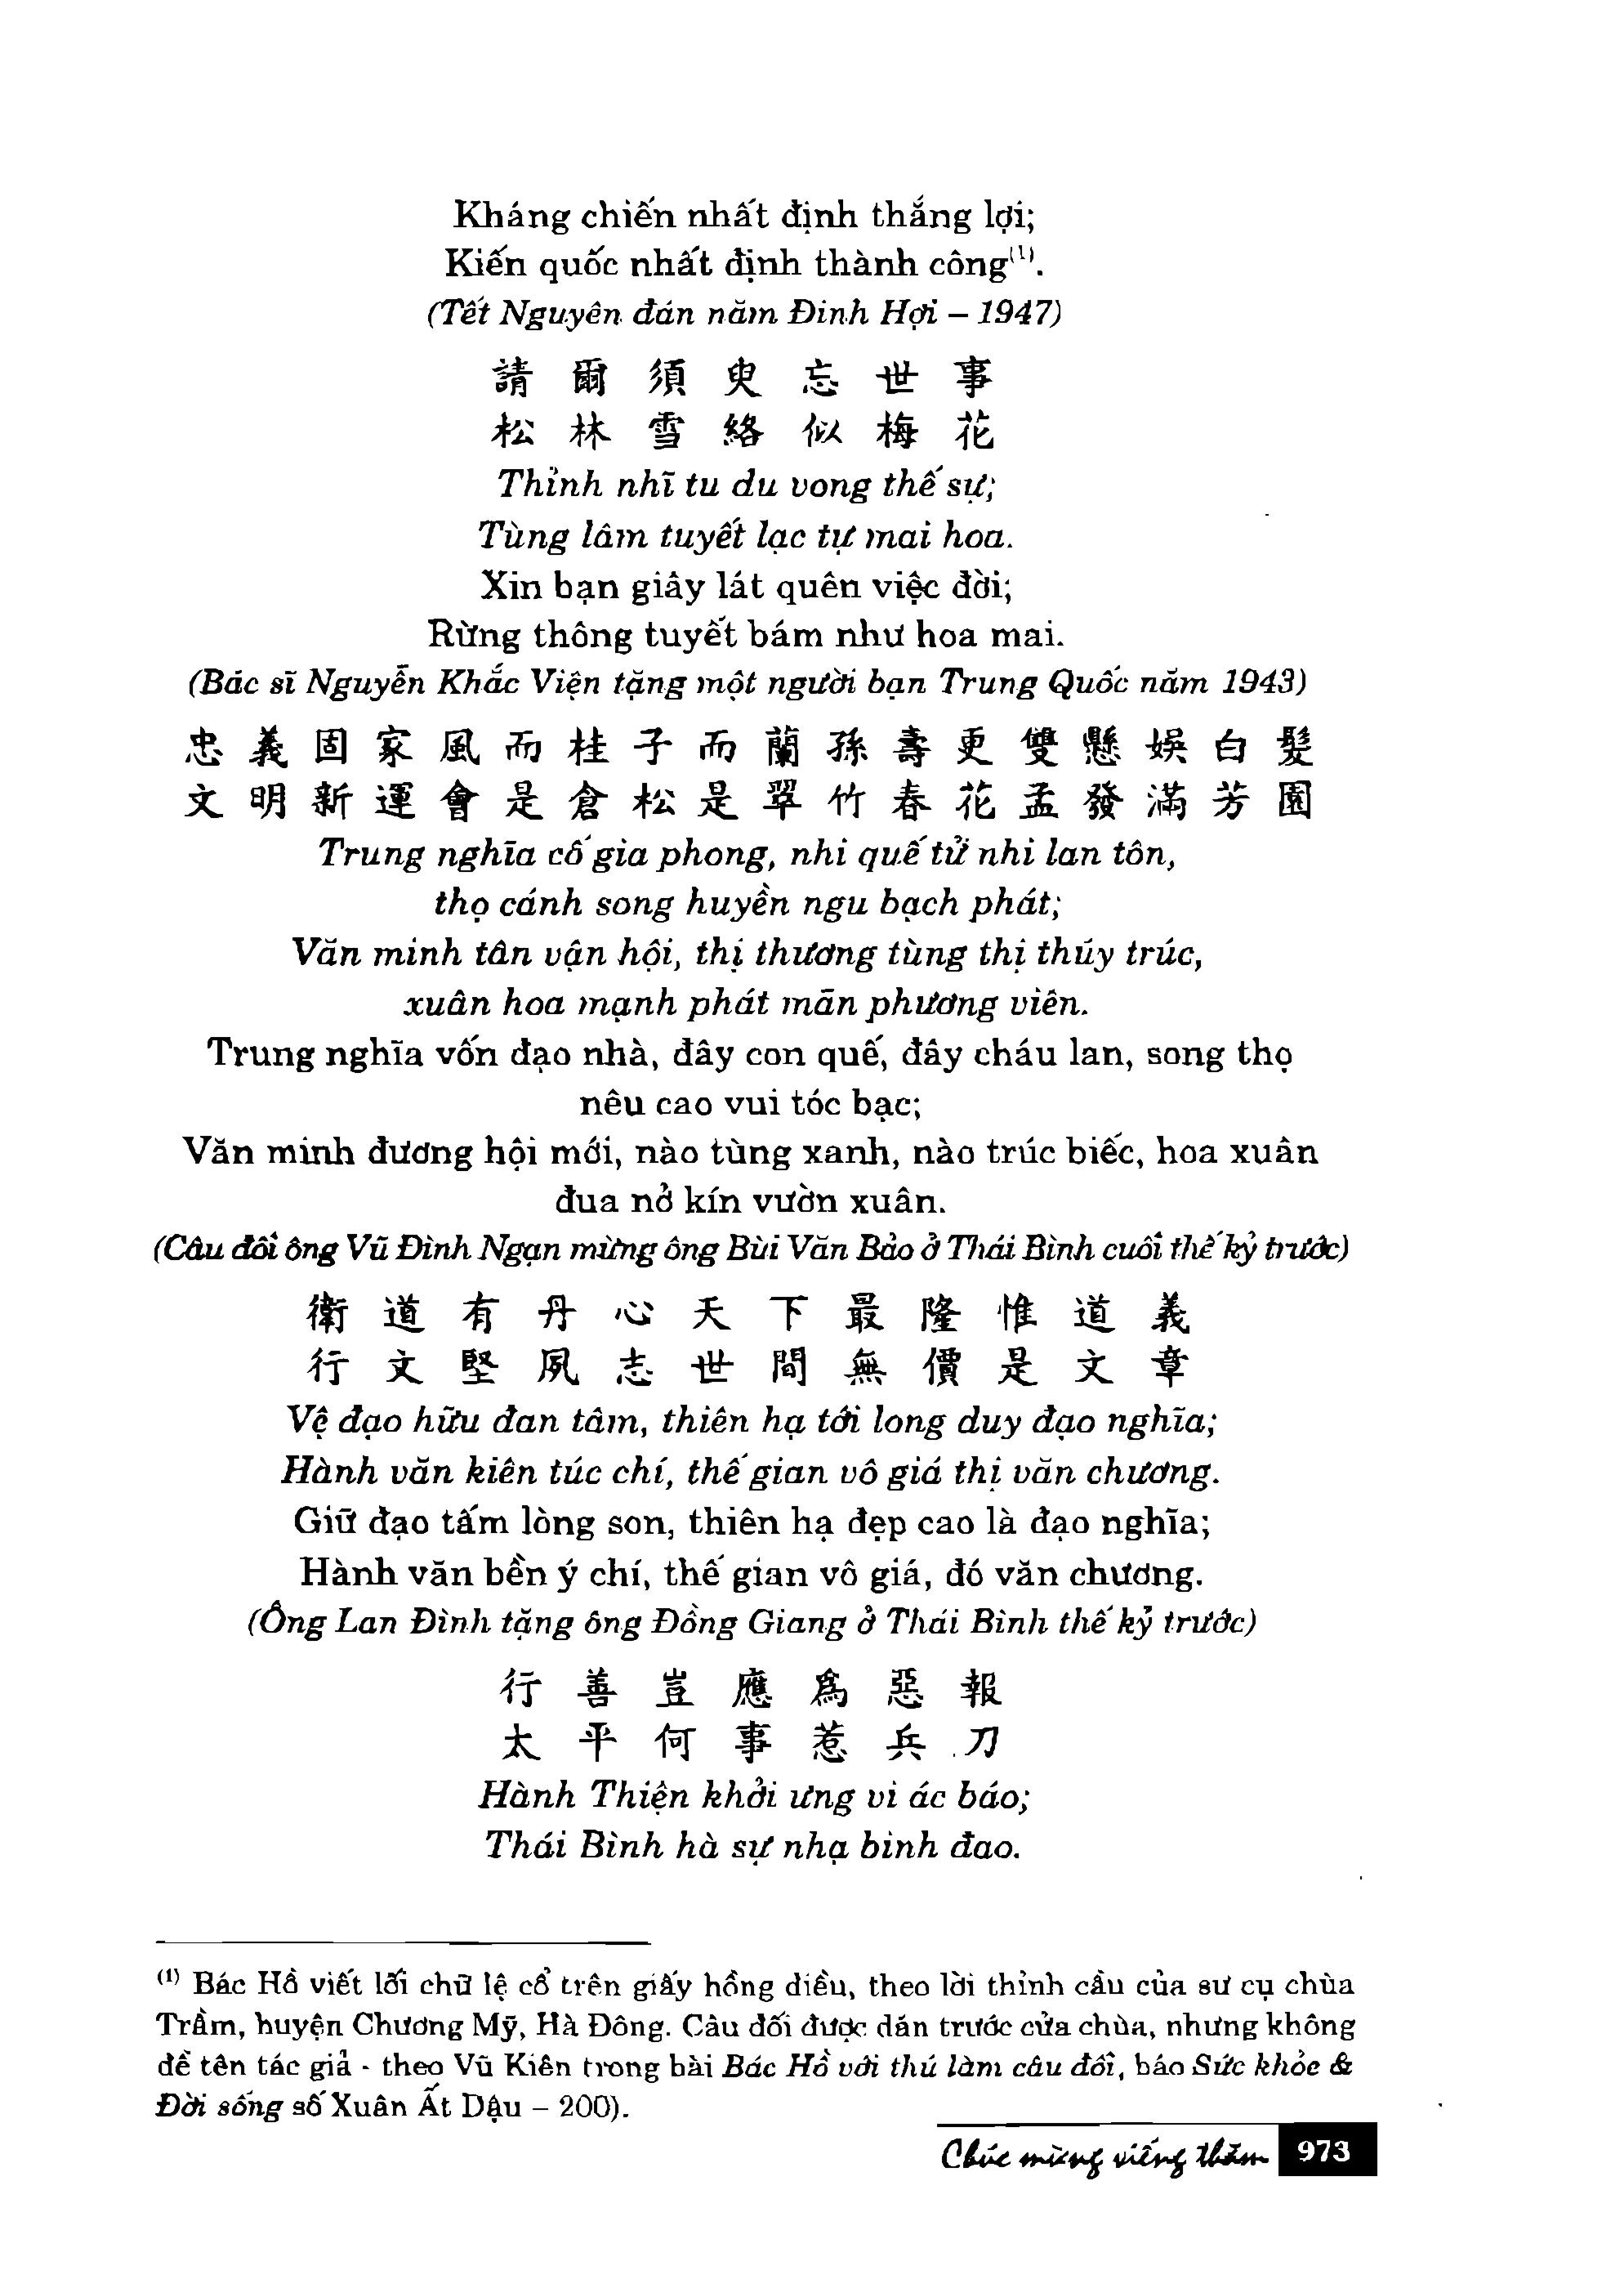 Kháng chiến nhất định thắng lợi;
Kiến quốc nhất định thành công⁽¹⁾.
(Tết Nguyên đán năm Đinh Hợi – 1947)
請 爾 須 臾 忘 世 事
松 林 雪 絡 似 梅 花
Thỉnh nhĩ tu du vong thế sự;
Tùng lâm tuyết lạc tự mai hoa.
Xin bạn giây lát quên việc đời;
Rừng thông tuyết bám như hoa mai.
(Bác sĩ Nguyễn Khắc Viện tặng một người bạn Trung Quốc năm 1943)
忠 義 固 家 風 而 桂 子 而 蘭 孫 壽 更 雙 懸 娛 白 髮
文 明 新 運 會 是 倉 松 是 翠 竹 春 花 孟 發 滿 芳 園
Trung nghĩa cố gia phong, nhi quế tử nhi lan tôn,
thọ cánh song huyền ngu bạch phát;
Văn minh tân vận hội, thị thương tùng thị thúy trúc,
xuân hoa mạnh phát mãn phương viên.
Trung nghĩa vốn đạo nhà, đây con quế, đây cháu lan, song thọ
nêu cao vui tóc bạc;
Văn minh đương hội mới, nào tùng xanh, nào trúc biếc, hoa xuân
đua nở kín vườn xuân.
(Câu đối ông Vũ Đình Ngạn mừng ông Bùi Văn Bảo ở Thái Bình cuối thế kỷ trước)
衛 道 有 丹 心 天 下 最 隆 惟 道 義
行 文 堅 夙 志 世 間 無 價 是 文 章
Vệ đạo hữu đan tâm, thiên hạ tối long duy đạo nghĩa;
Hành văn kiên túc chí, thế gian vô giá thị văn chương.
Giữ đạo tấm lòng son, thiên hạ đẹp cao là đạo nghĩa;
Hành văn bền ý chí, thế gian vô giá, đó văn chương.
(Ông Lan Đình tặng ông Đồng Giang ở Thái Bình thế kỷ trước)
行 善 豈 應 爲 惡 報
太 平 何 事 惹 兵 刀
Hành Thiện khởi ưng vi ác báo;
Thái Bình hà sự nhạ binh đao.
⁽¹⁾ Bác Hồ viết lối chữ lệ cổ trên giấy hồng điều, theo lời thỉnh cầu của sư cụ chùa
Trầm, huyện Chương Mỹ, Hà Đông. Câu đối được dán trước cửa chùa, nhưng không
đề tên tác giả - theo Vũ Kiên trong bài Bác Hồ với thú làm câu đối, báo Sức khỏe &
Đời sống số Xuân Ất Dậu – 200).
Chúc mừng viếng thăm 973